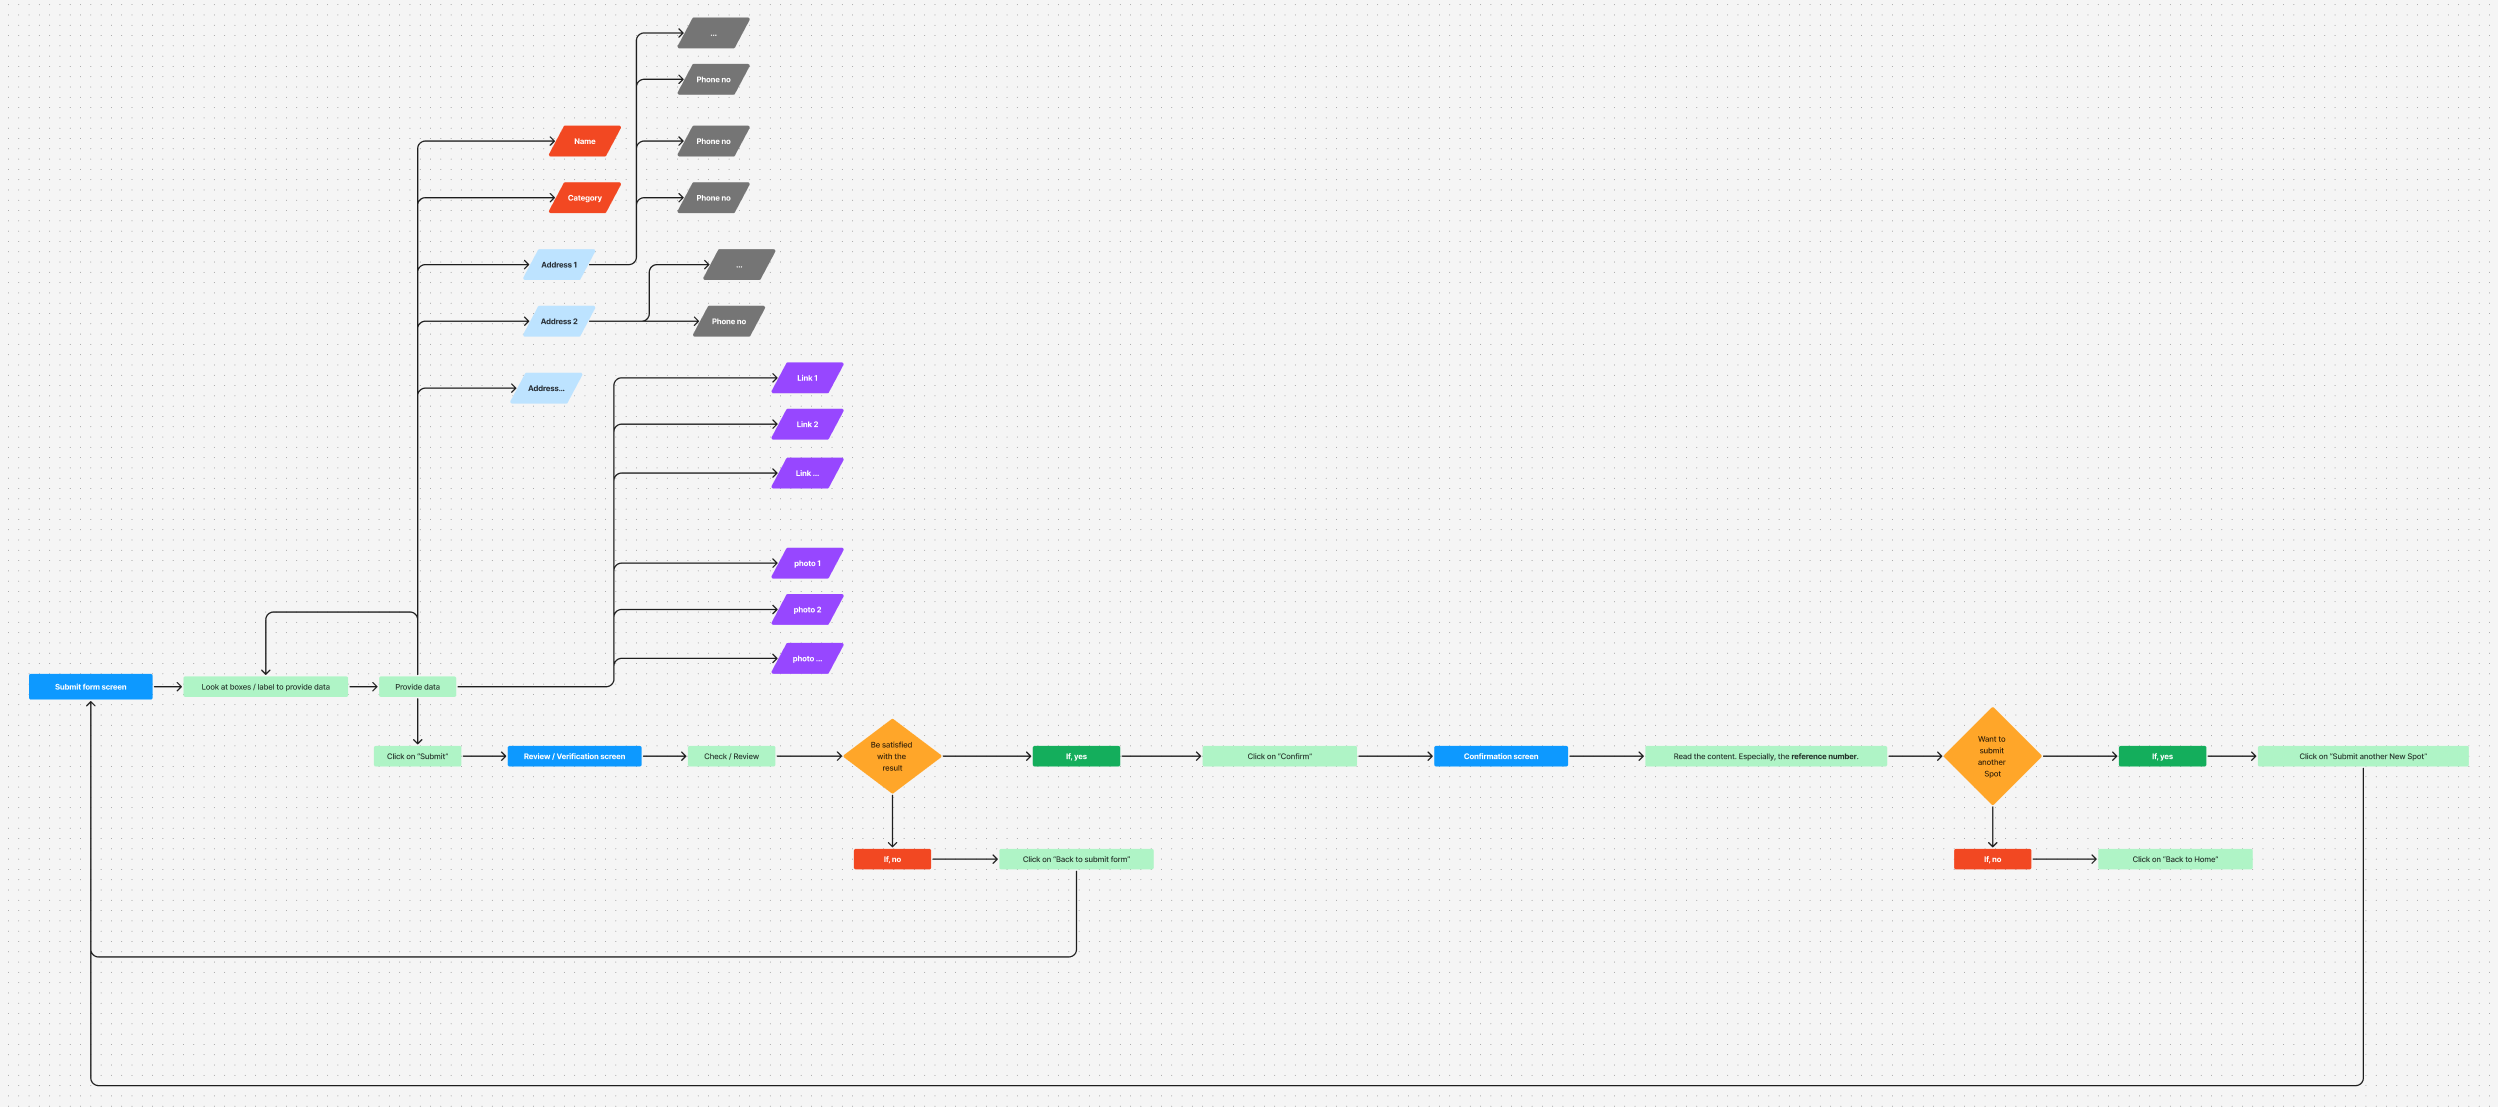 ...
Phone no
Name
Phone no
Category
Phone no
Address 1
...
Address 2
Phone no
Link 1
Address...
Link 2
Link ...
photo 1
photo 2
photo ...
Submit form screen
Look at boxes / label to provide data
Provide data
Click on "Submit"
Review / Verification screen
Check / Review
Be satisfied
with the
result
If, yes
Click on "Confirm"
Confirmation screen
Read the content. Especially, the reference number.
Want to
submit
another
Spot
If, yes
Click on "Submit another New Spot"
If, no
Click on "Back to submit form"
If, no
Click on "Back to Home"